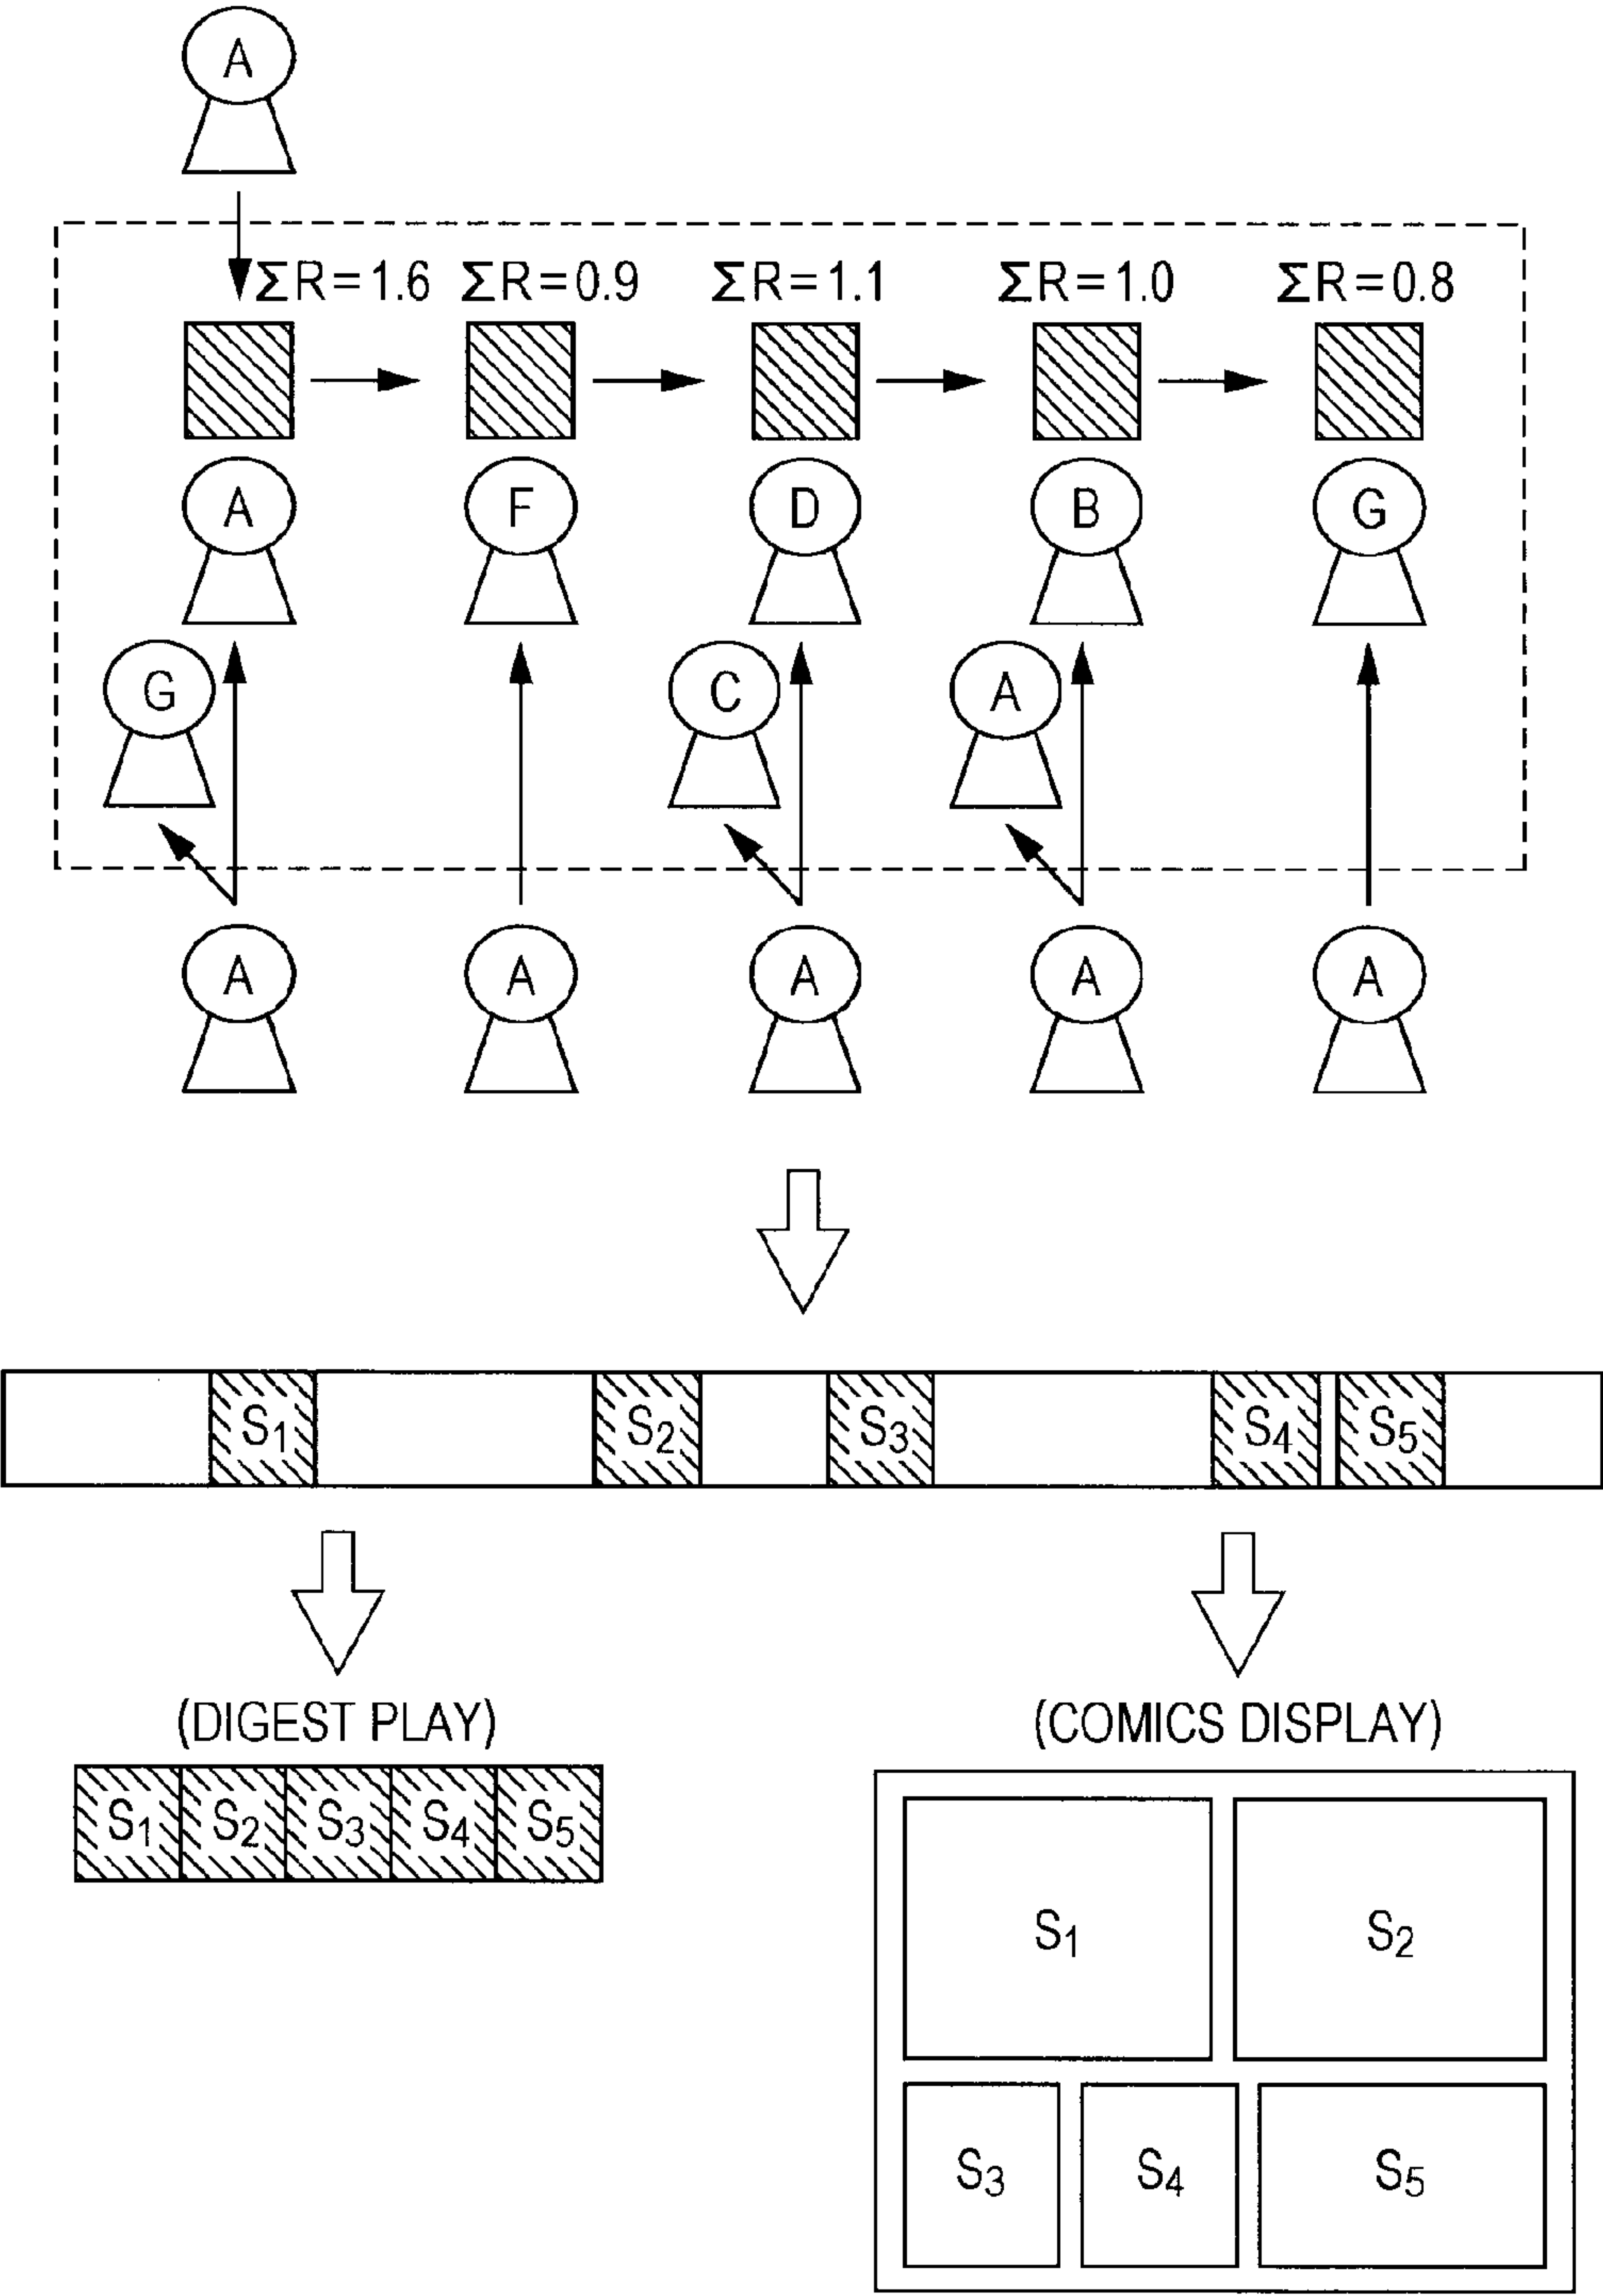 A
ΣR=1.6 ΣR=0.9 ΣR=1.1 ΣR=1.0 ΣR=0.8
A F D B G
G C A
A A A A A
S1 S2 S3 S4 S5
(DIGEST PLAY) (COMICS DISPLAY)
S1 S2 S3 S4 S5
S1 S2
S3 S4 S5